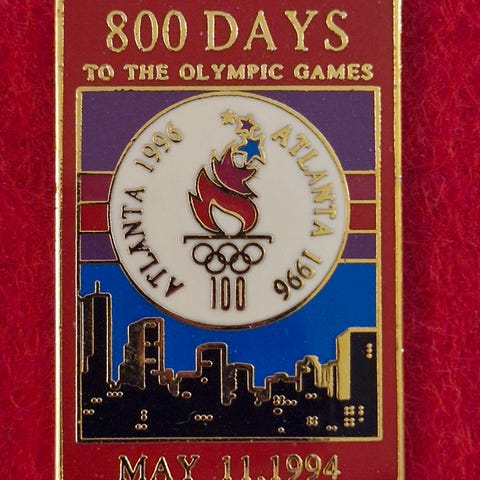 800 DAYS
TO THE OLYMPIC GAMES
ATLANTA 1996
ATLANTA 1996
100
MAY 11,1994